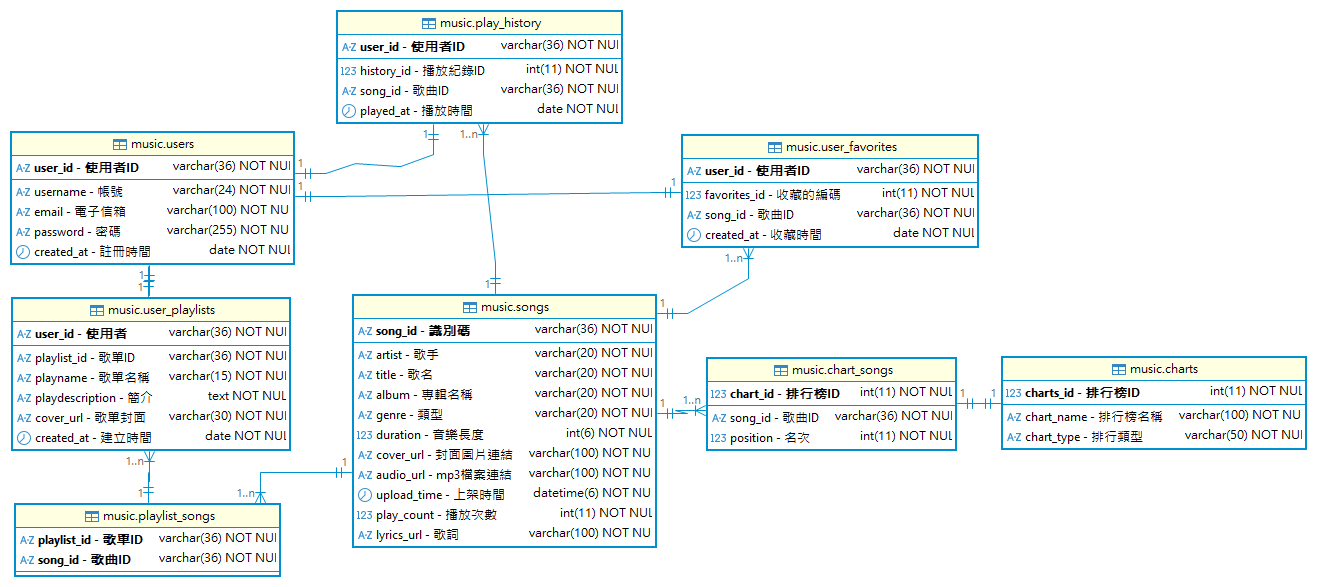 music.play_history
A-Z user_id - 使用者ID varchar(36) NOT NUL
123 history_id - 播放紀錄ID int(11) NOT NUL
A-Z song_id - 歌曲ID varchar(36) NOT NUL
played_at - 播放時間 date NOT NUL
1
1..n
music.users
A-Z user_id - 使用者ID varchar(36) NOT NUI
A-Z username - 帳號 varchar(24) NOT NUI
A-Z email - 電子信箱 varchar(100) NOT NU
A-Z password - 密碼 varchar(255) NOT NU
created_at - 註冊時間 date NOT NUL
1
1
1
1
1
music.user_favorites
A-Z user_id - 使用者ID varchar(36) NOT NUI
123 favorites_id - 收藏的編碼 int(11) NOT NUL
A-Z song_id - 歌曲ID varchar(36) NOT NUI
created_at - 收藏時間 date NOT NUL
1..n
music.user_playlists
A-Z user_id - 使用者 varchar(36) NOT NUI
A-Z playlist_id - 歌單ID varchar(36) NOT NUI
A-Z playname - 歌單名稱 varchar(15) NOT NUI
A-Z playdescription - 簡介 text NOT NUL
A-Z cover_url - 歌單封面 varchar(30) NOT NUI
created_at - 建立時間 date NOT NUL
1..n
1
1..n
music.playlist_songs
A-Z playlist_id - 歌單ID varchar(36) NOT NUI
A-Z song_id - 歌曲ID varchar(36) NOT NUI
1
music.songs
A-Z song_id - 識別碼 varchar(36) NOT NUI
A-Z artist - 歌手 varchar(20) NOT NUI
A-Z title - 歌名 varchar(20) NOT NUI
A-Z album - 專輯名稱 varchar(20) NOT NUI
A-Z genre - 類型 varchar(20) NOT NUI
123 duration - 音樂長度 int(6) NOT NUL
A-Z cover_url - 封面圖片連結 varchar(100) NOT NU
A-Z audio_url - mp3檔案連結 varchar(100) NOT NU
upload_time - 上架時間 datetime(6) NOT NU
123 play_count - 播放次數 int(11) NOT NUL
A-Z lyrics_url - 歌詞 varchar(100) NOT NU
1
1
1
1..n
music.chart_songs
123 chart_id - 排行榜ID int(11) NOT NUL
A-Z song_id - 歌曲ID varchar(36) NOT NUI
123 position - 名次 int(11) NOT NUL
1
1
music.charts
123 charts_id - 排行榜ID int(11) NOT NUL
A-Z chart_name - 排行榜名稱 varchar(100) NOT NU
A-Z chart_type - 排行類型 varchar(50) NOT NUI